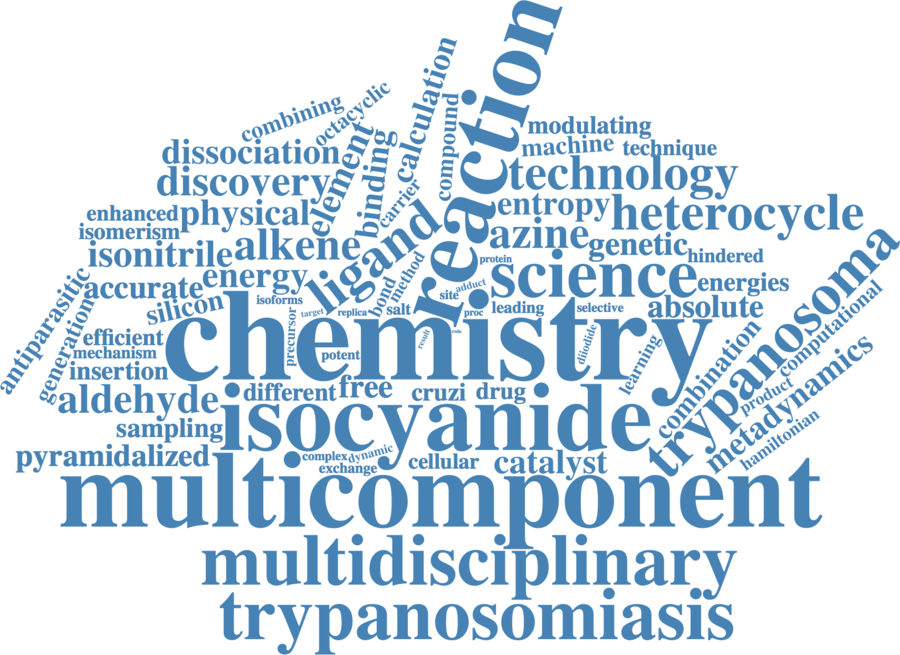 reaction
combining
octacyclic
calculation
compound
modulating
machine
technique
dissociation
element
binding
discovery
technology
carrier
enhanced
physical
entropy
heterocycle
isomerism
ligand
azine
genetic
isonitrile
alkene
hindered
trypanosoma
antiparasitic
accurate
energy
bond
method
protein
science
energies
generation
silicon
isoforms
site
adduct
absolute
computational
target
replica
salt
proc
leading
selective
chemistry
efficient
mechanism
precursor
potent
result
role
diiodide
learning
combination
insertion
product
metadynamics
aldehyde
different
free
cruzi
drug
hamiltonian
sampling
isocyanide
pyramidalized
complex
dynamic
exchange
cellular
catalyst
multicomponent
multidisciplinary
trypanosomiasis